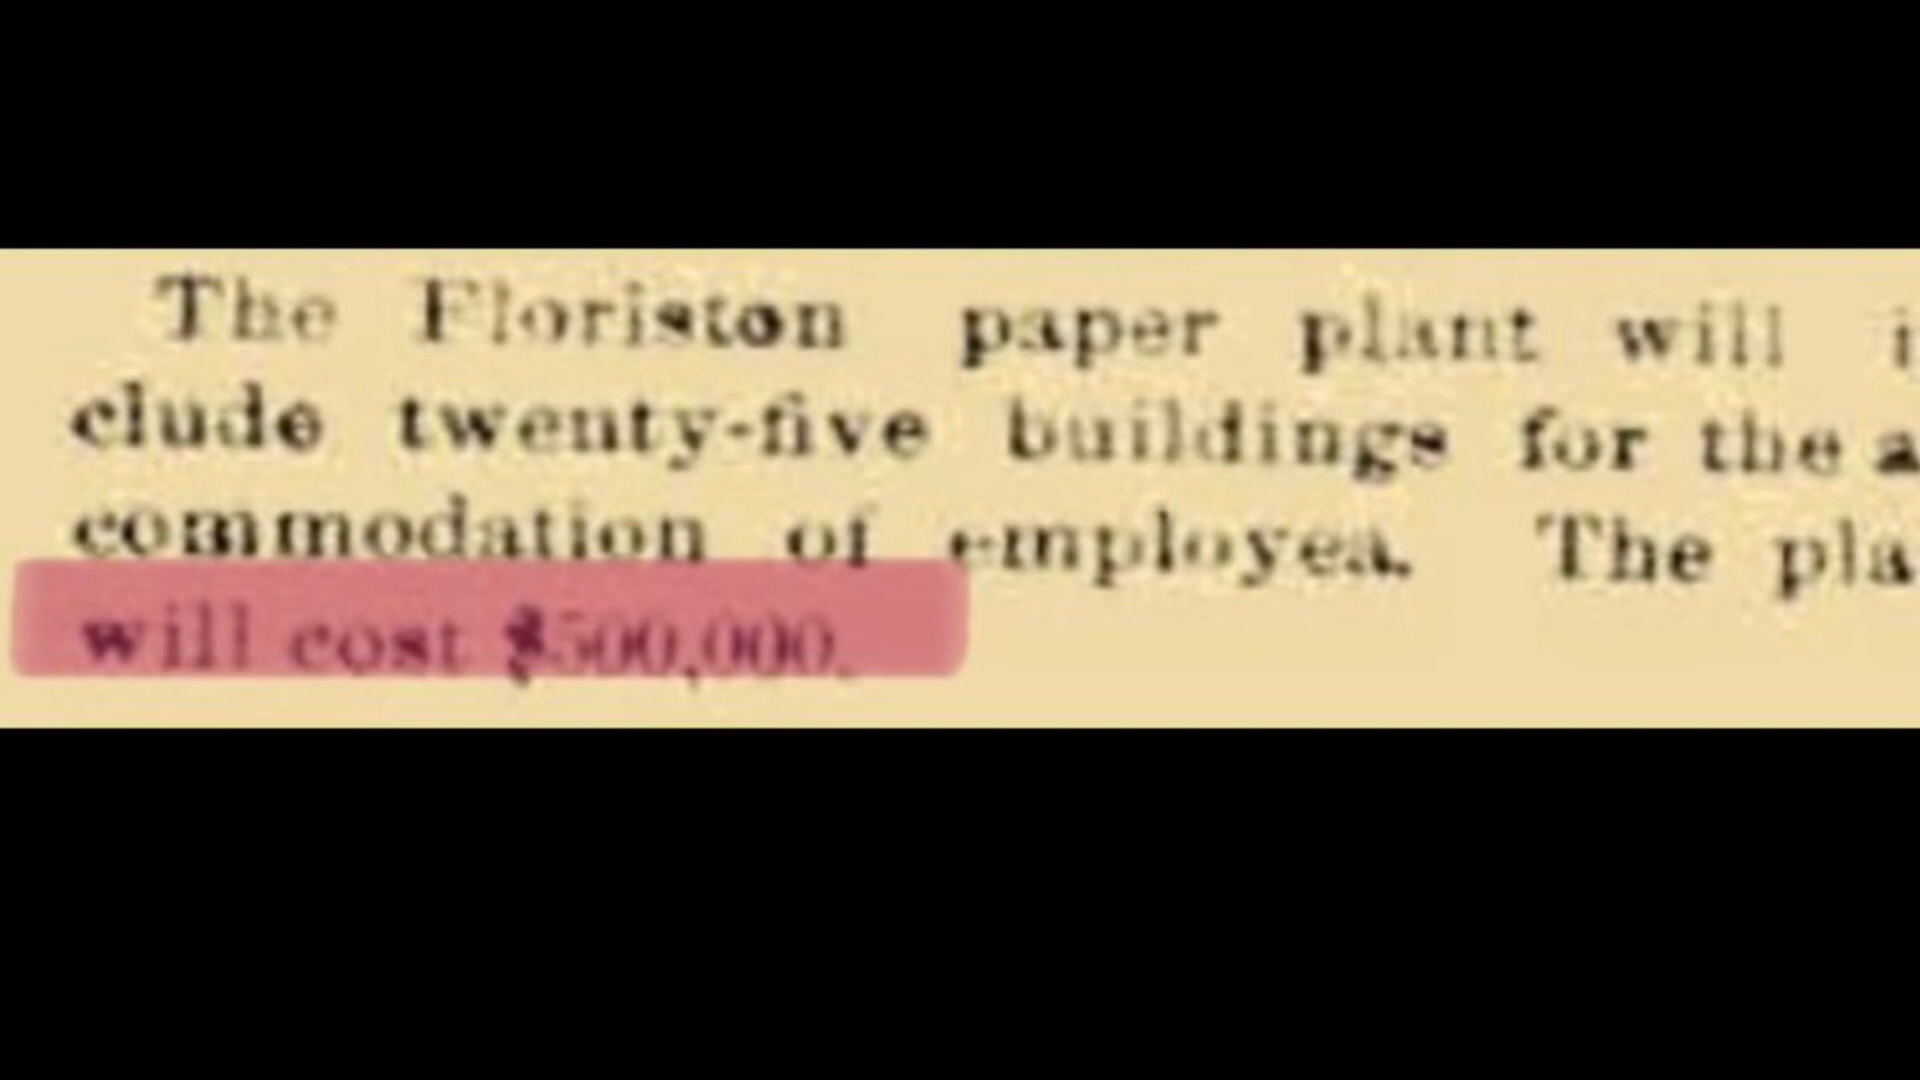 The Floriston paper plant will i
clude twenty-five buildings for the a
commodation of employea. The pla
will cost $500,000.